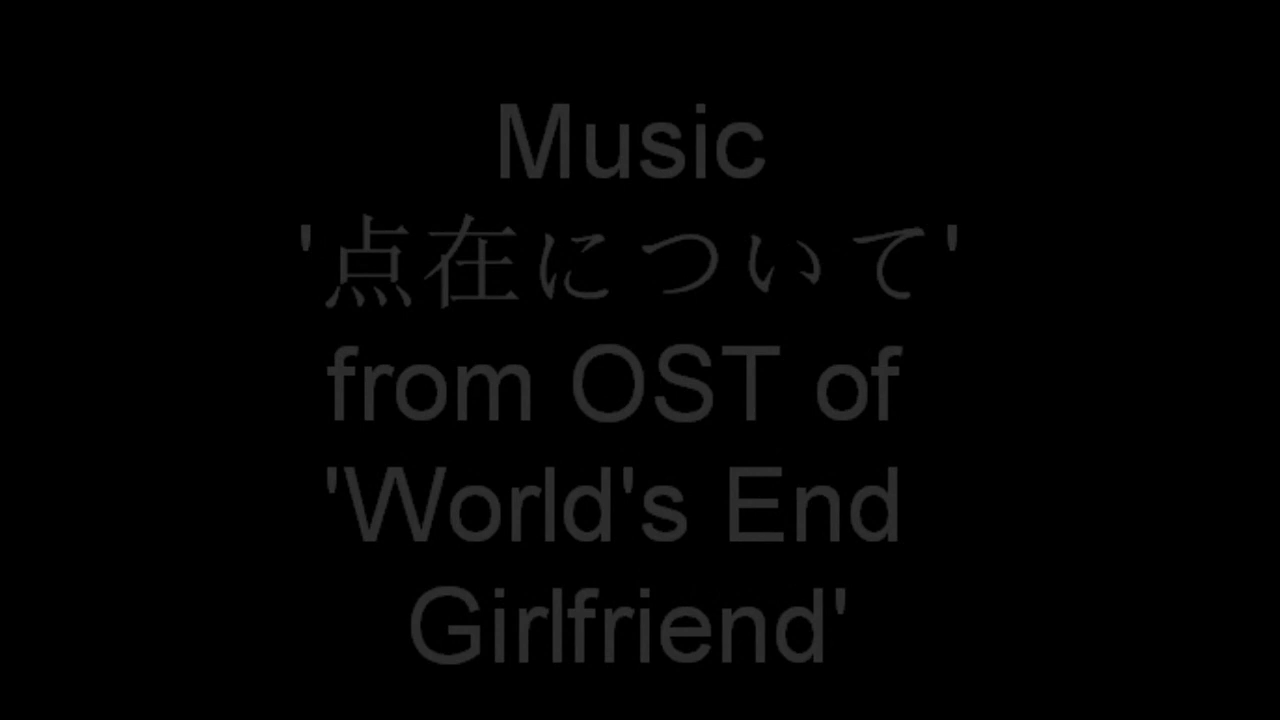 Music
'点在について'
from OST of
'World's End
Girlfriend'